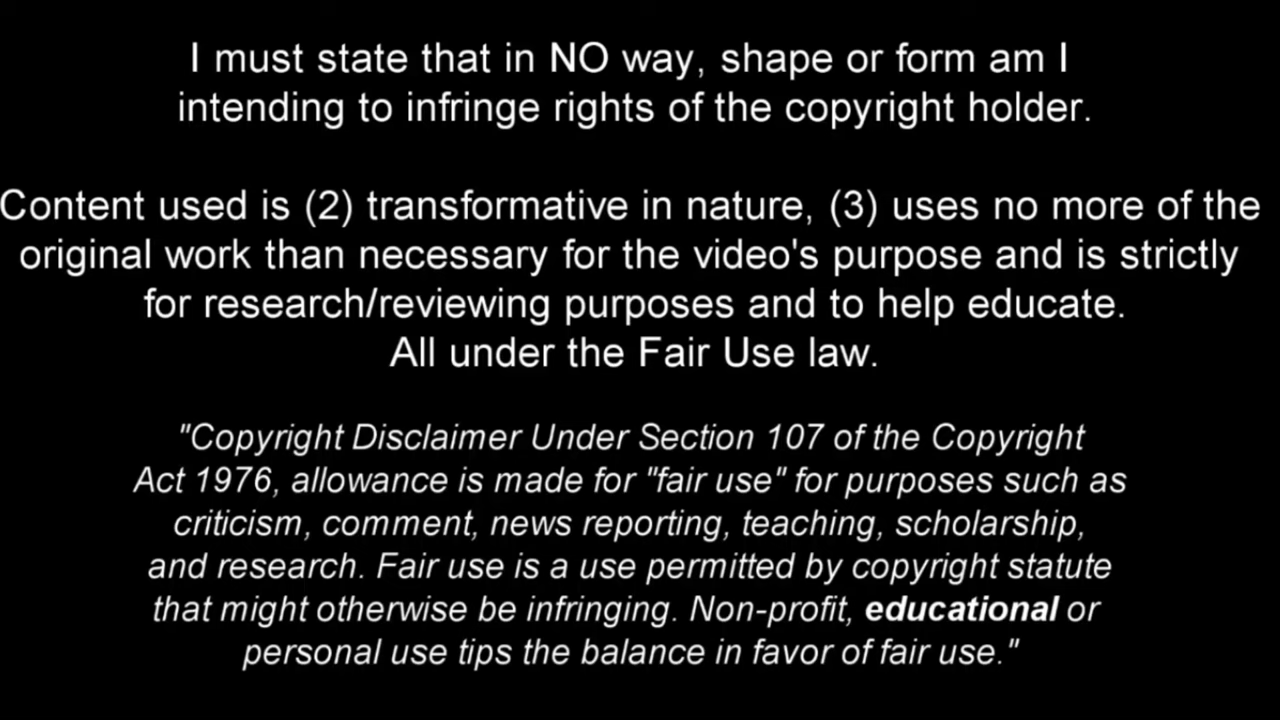 I must state that in NO way, shape or form am I
intending to infringe rights of the copyright holder.
Content used is (2) transformative in nature, (3) uses no more of the
original work than necessary for the video's purpose and is strictly
for research/reviewing purposes and to help educate.
All under the Fair Use law.
"Copyright Disclaimer Under Section 107 of the Copyright
Act 1976, allowance is made for "fair use" for purposes such as
criticism, comment, news reporting, teaching, scholarship,
and research. Fair use is a use permitted by copyright statute
that might otherwise be infringing. Non-profit, educational or
personal use tips the balance in favor of fair use."